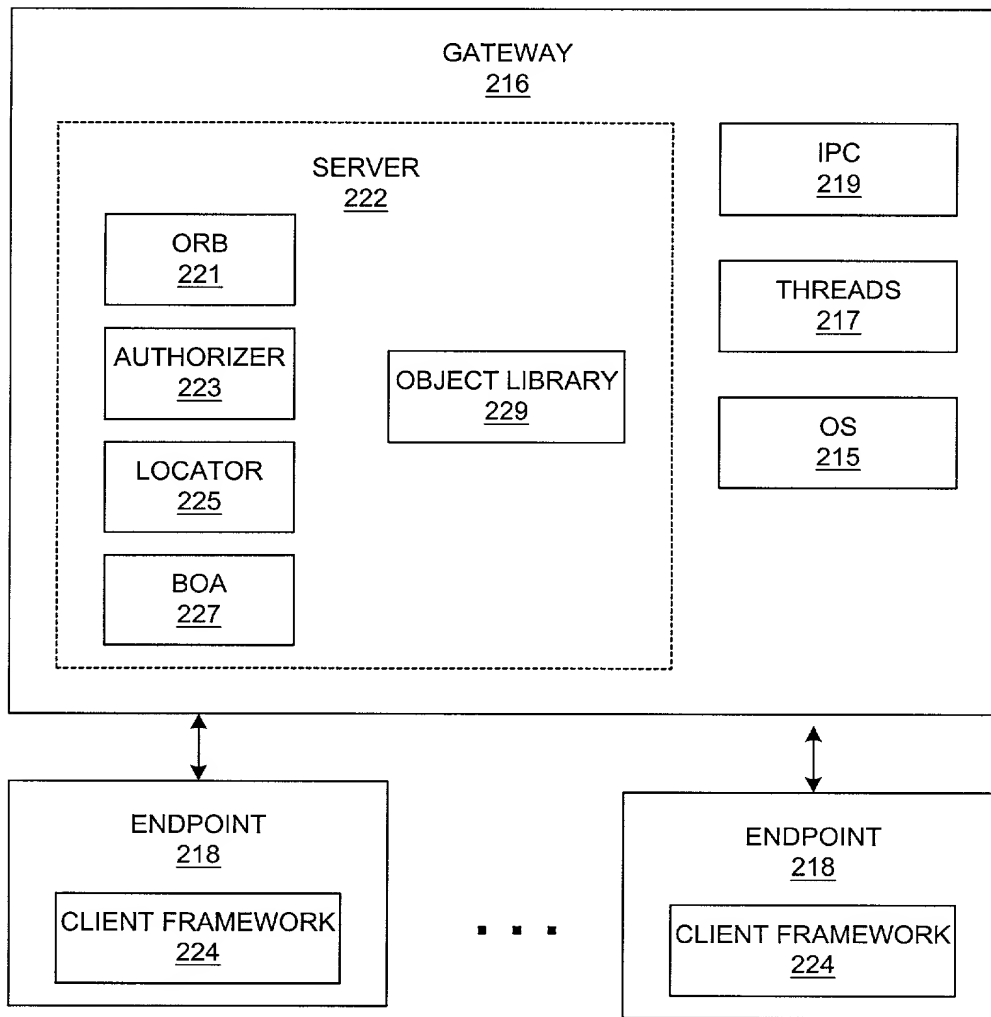 GATEWAY
216
SERVER
222
ORB
221
AUTHORIZER
223
LOCATOR
225
BOA
227
OBJECT LIBRARY
229
IPC
219
THREADS
217
OS
215
ENDPOINT
218
CLIENT FRAMEWORK
224
ENDPOINT
218
CLIENT FRAMEWORK
224